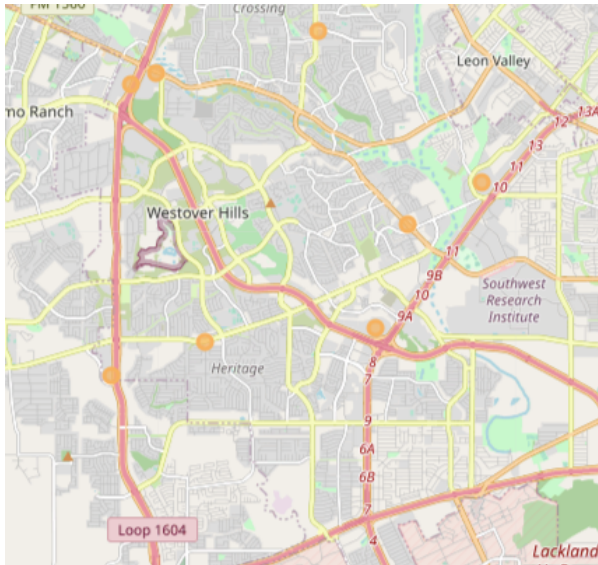 FM 1560
Crossing
Leon Valley
mo Ranch
13A
12
13
11
10
Westover Hills
11
9B
10
9A
Southwest
Research
Institute
8
7
Heritage
9
6A
6B
7
4
Loop 1604
Lackland